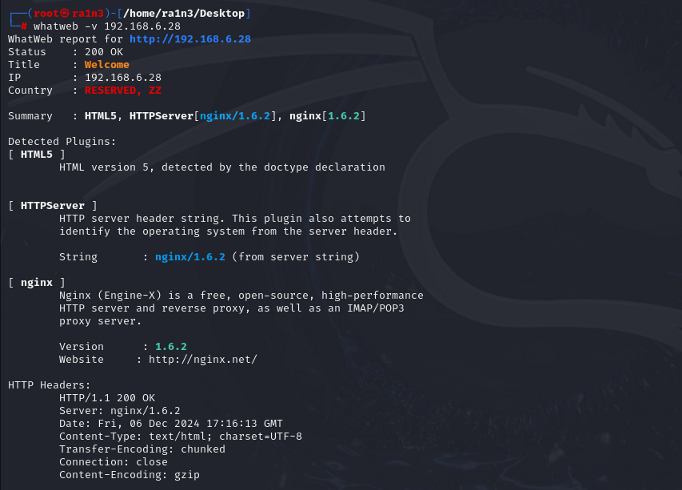 ┌──(root㉿ra1n3)-[/home/ra1n3/Desktop]
└─# whatweb -v 192.168.6.28
WhatWeb report for http://192.168.6.28
Status    : 200 OK
Title     : Welcome
IP        : 192.168.6.28
Country   : RESERVED, ZZ

Summary   : HTML5, HTTPServer[nginx/1.6.2], nginx[1.6.2]

Detected Plugins:
[ HTML5 ]
        HTML version 5, detected by the doctype declaration


[ HTTPServer ]
        HTTP server header string. This plugin also attempts to
        identify the operating system from the server header.

        String       : nginx/1.6.2 (from server string)

[ nginx ]
        Nginx (Engine-X) is a free, open-source, high-performance
        HTTP server and reverse proxy, as well as an IMAP/POP3
        proxy server.

        Version      : 1.6.2
        Website     : http://nginx.net/

HTTP Headers:
        HTTP/1.1 200 OK
        Server: nginx/1.6.2
        Date: Fri, 06 Dec 2024 17:16:13 GMT
        Content-Type: text/html; charset=UTF-8
        Transfer-Encoding: chunked
        Connection: close
        Content-Encoding: gzip